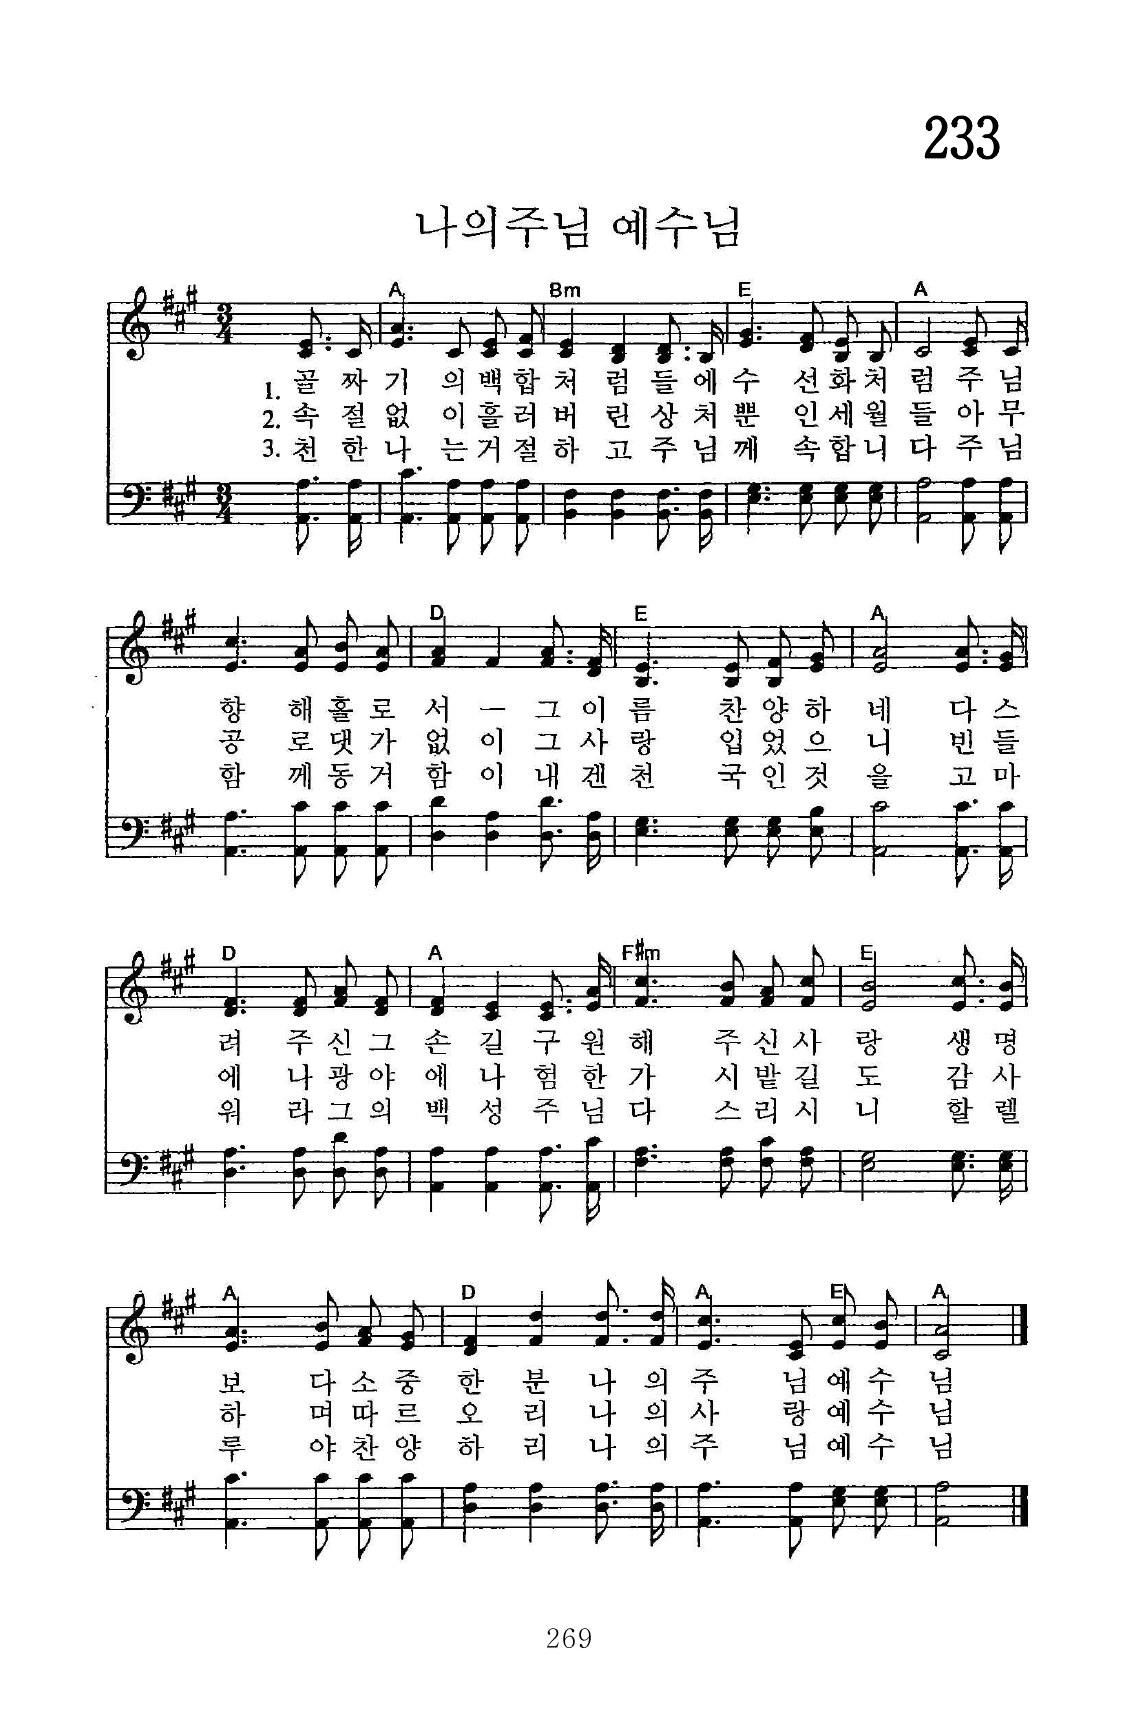 233
나의주님 예수님
A Bm E A
1. 골 짜 기 의 백 합 처 럼 들 에 수 선 화 처 럼 주 님
2. 속 절 없 이 흘 러 버 린 상 처 뿐 인 세 월 들 아 무
3. 천 한 나 는 거 절 하 고 주 님 께 속 합 니 다 주 님
D E A
향 해 홀 로 서 ー 그 이 름 찬 양 하 네 다 스
공 로 댓 가 없 이 그 사 랑 입 었 으 니 빈 들
함 께 동 거 함 이 내 겐 천 국 인 것 을 고 마
D A F#m E
려 주 신 그 손 길 구 원 해 주 신 사 랑 생 명
에 나 광 야 에 나 험 한 가 시 밭 길 도 감 사
워 라 그 의 백 성 주 님 다 스 리 시 니 할 렐
A D A E A
보 다 소 중 한 분 나 의 주 님 예 수 님
하 며 따 르 오 리 나 의 사 랑 예 수 님
루 야 찬 양 하 리 나 의 주 님 예 수 님
269